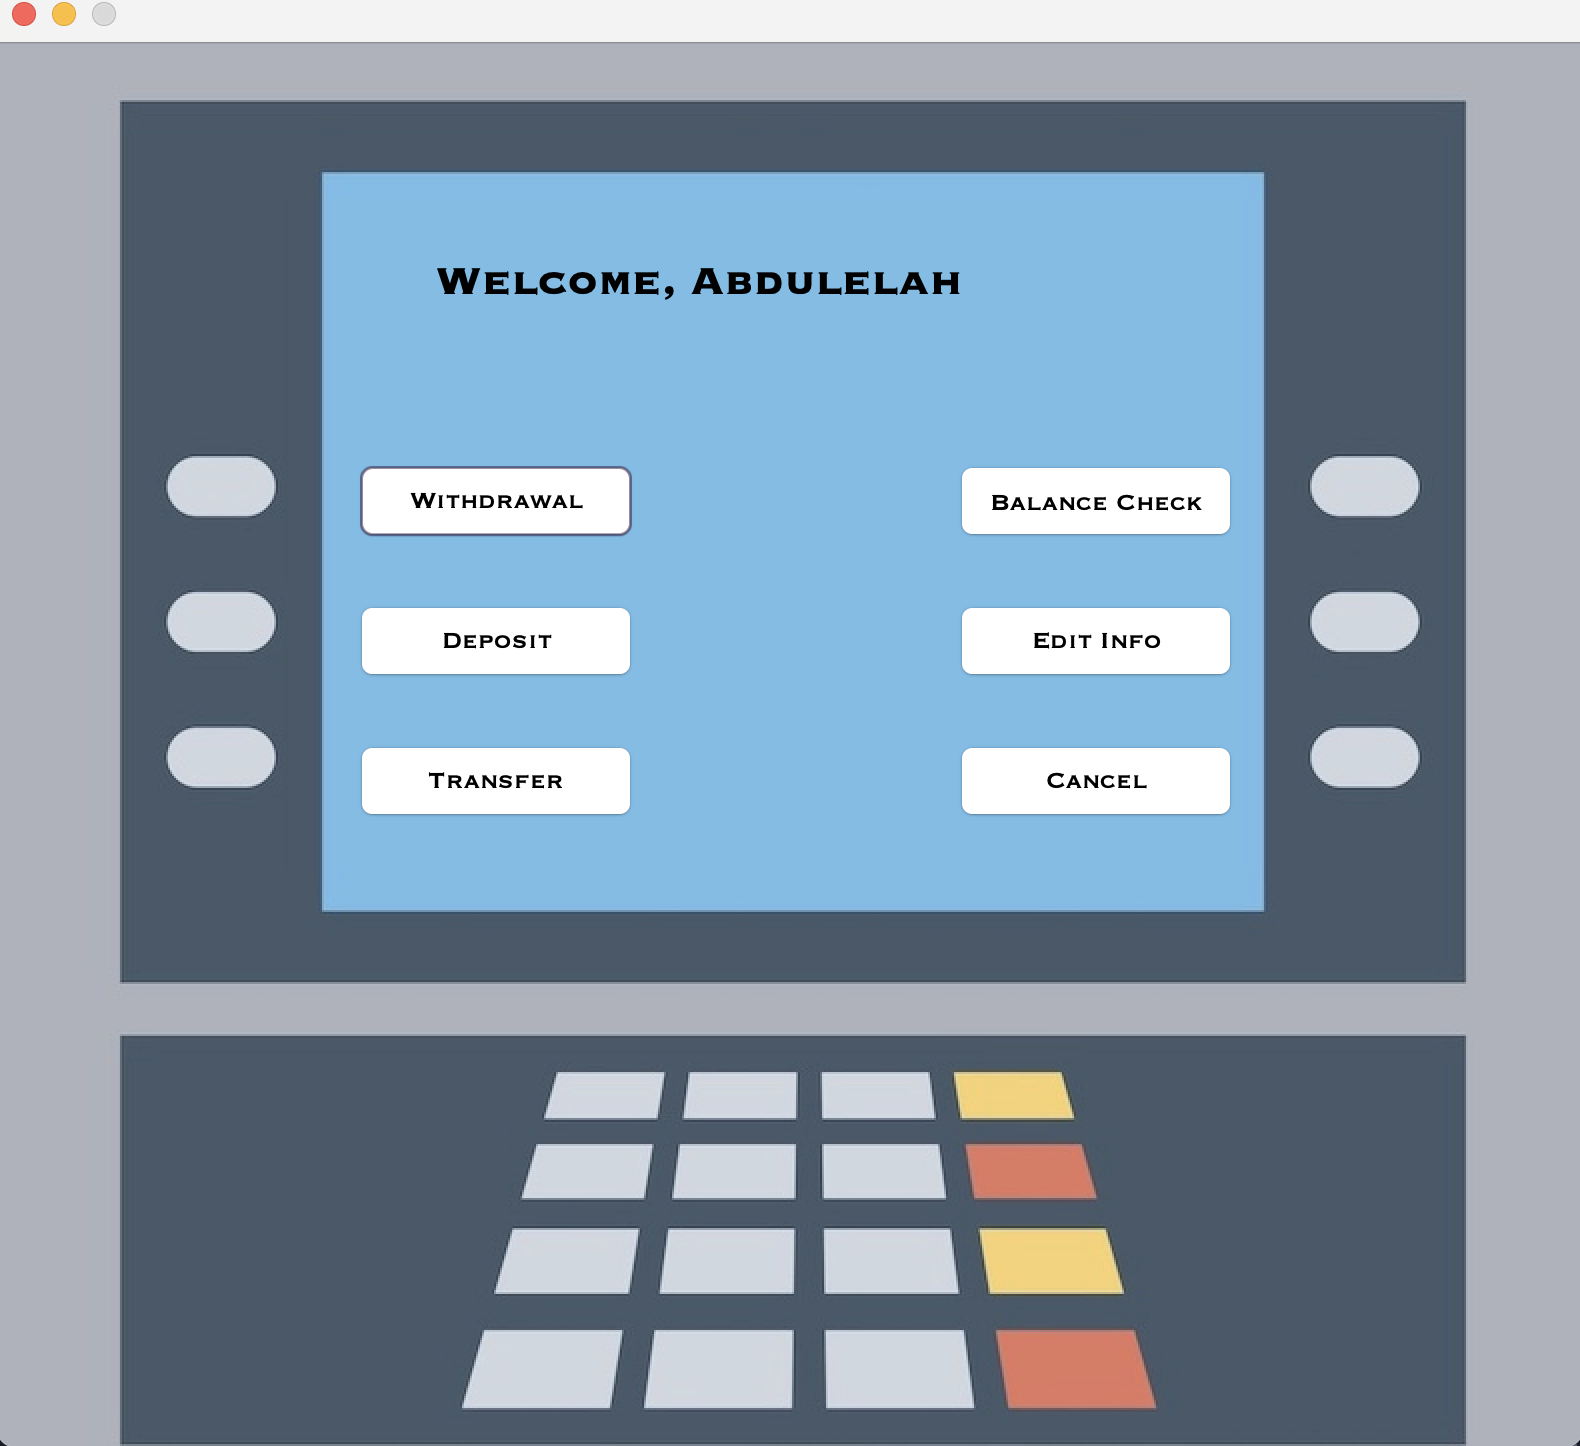 Welcome, Abdulelah
Withdrawal
Balance Check
Deposit
Edit Info
Transfer
Cancel